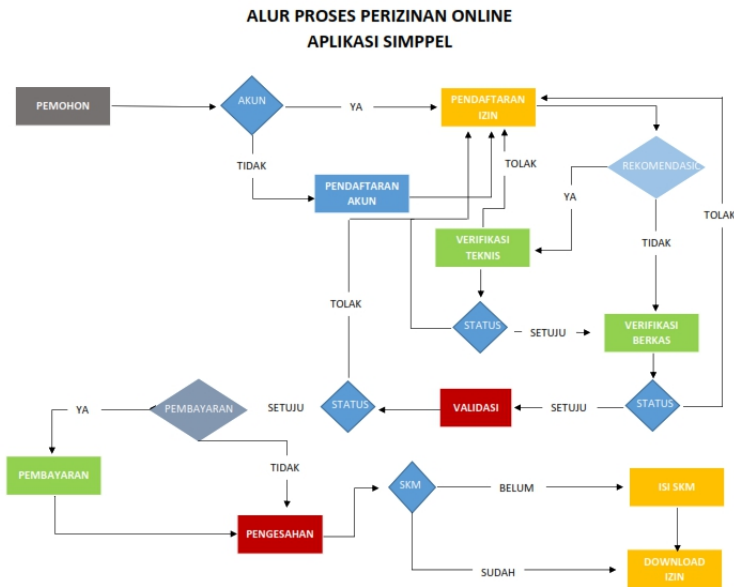 ALUR PROSES PERIZINAN ONLINE
APLIKASI SIMPPEL
PEMOHON
AKUN
YA
PENDAFTARAN
IZIN
TIDAK
PENDAFTARAN
AKUN
TOLAK
REKOMENDASIC
YA
TOLAK
VERIFIKASI
TEKNIS
TIDAK
TOLAK
STATUS
SETUJU
VERIFIKASI
BERKAS
YA
PEMBAYARAN
SETUJU
STATUS
VALIDASI
SETUJU
STATUS
PEMBAYARAN
TIDAK
PENGESAHAN
SKM
BELUM
ISI SKM
SUDAH
DOWNLOAD
IZIN